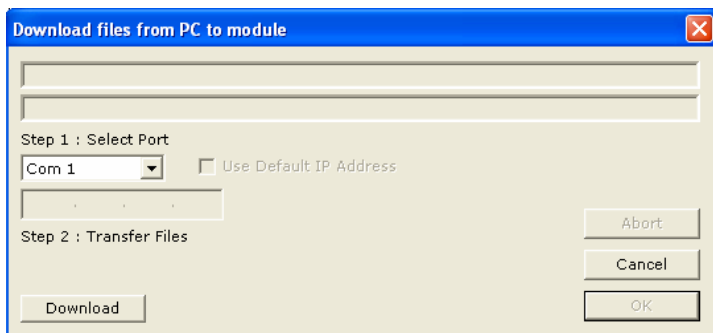 Download files from PC to module
Step 1 : Select Port
Com 1
Use Default IP Address
. . .
Step 2 : Transfer Files
Abort
Cancel
Download
OK